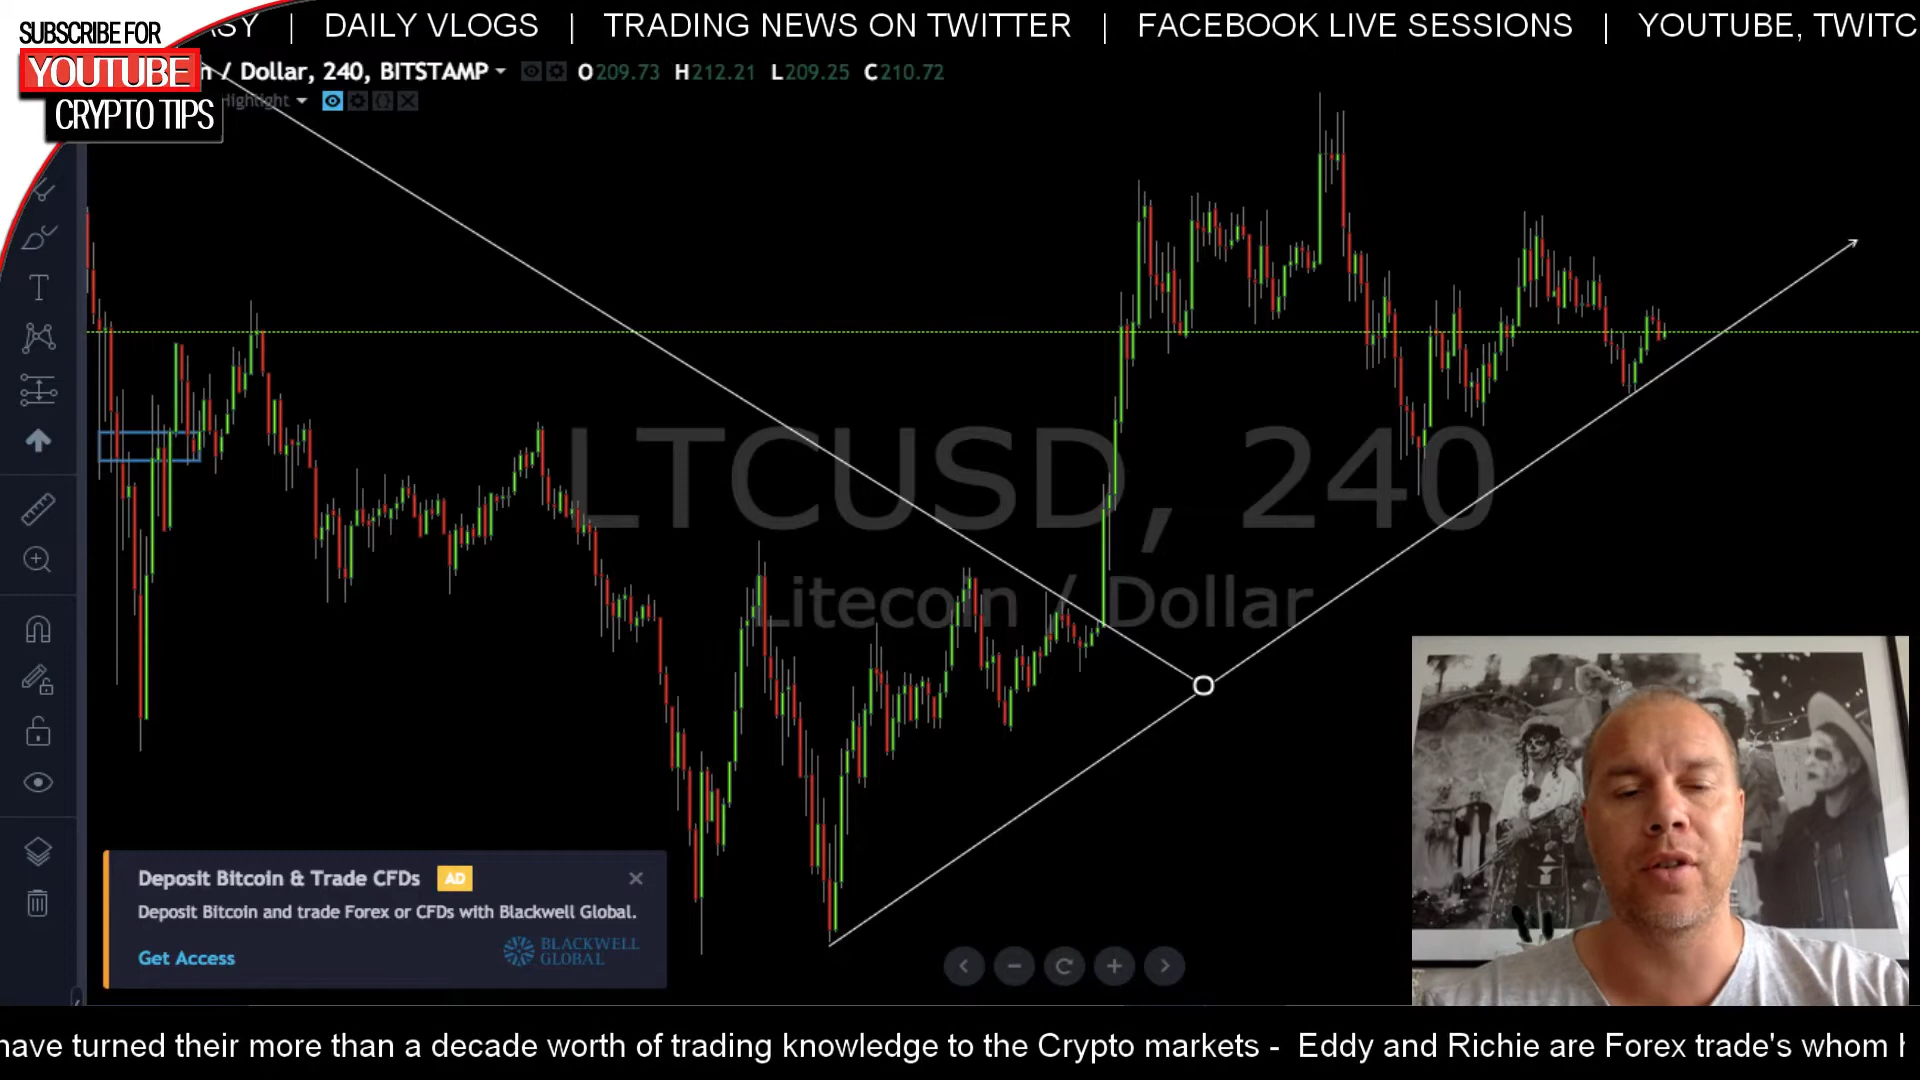 SUBSCRIBE FOR
YOUTUBE
CRYPTO TIPS
SY | DAILY VLOGS | TRADING NEWS ON TWITTER | FACEBOOK LIVE SESSIONS | YOUTUBE, TWITC
n / Dollar, 240, BITSTAMP O209.73 H212.21 L209.25 C210.72
Highlight
LTCUSD, 240
Litecoin / Dollar
Deposit Bitcoin & Trade CFDs AD
Deposit Bitcoin and trade Forex or CFDs with Blackwell Global.
Get Access
BLACKWELL
GLOBAL
have turned their more than a decade worth of trading knowledge to the Crypto markets - Eddy and Richie are Forex trade's whom h